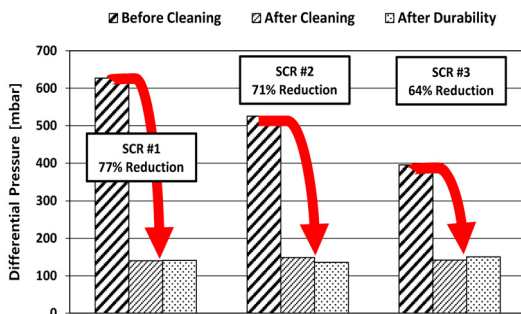 Before Cleaning After Cleaning After Durability
700
600
500
400
300
200
100
0
Differential Pressure [mbar]
SCR #1
77% Reduction
SCR #2
71% Reduction
SCR #3
64% Reduction